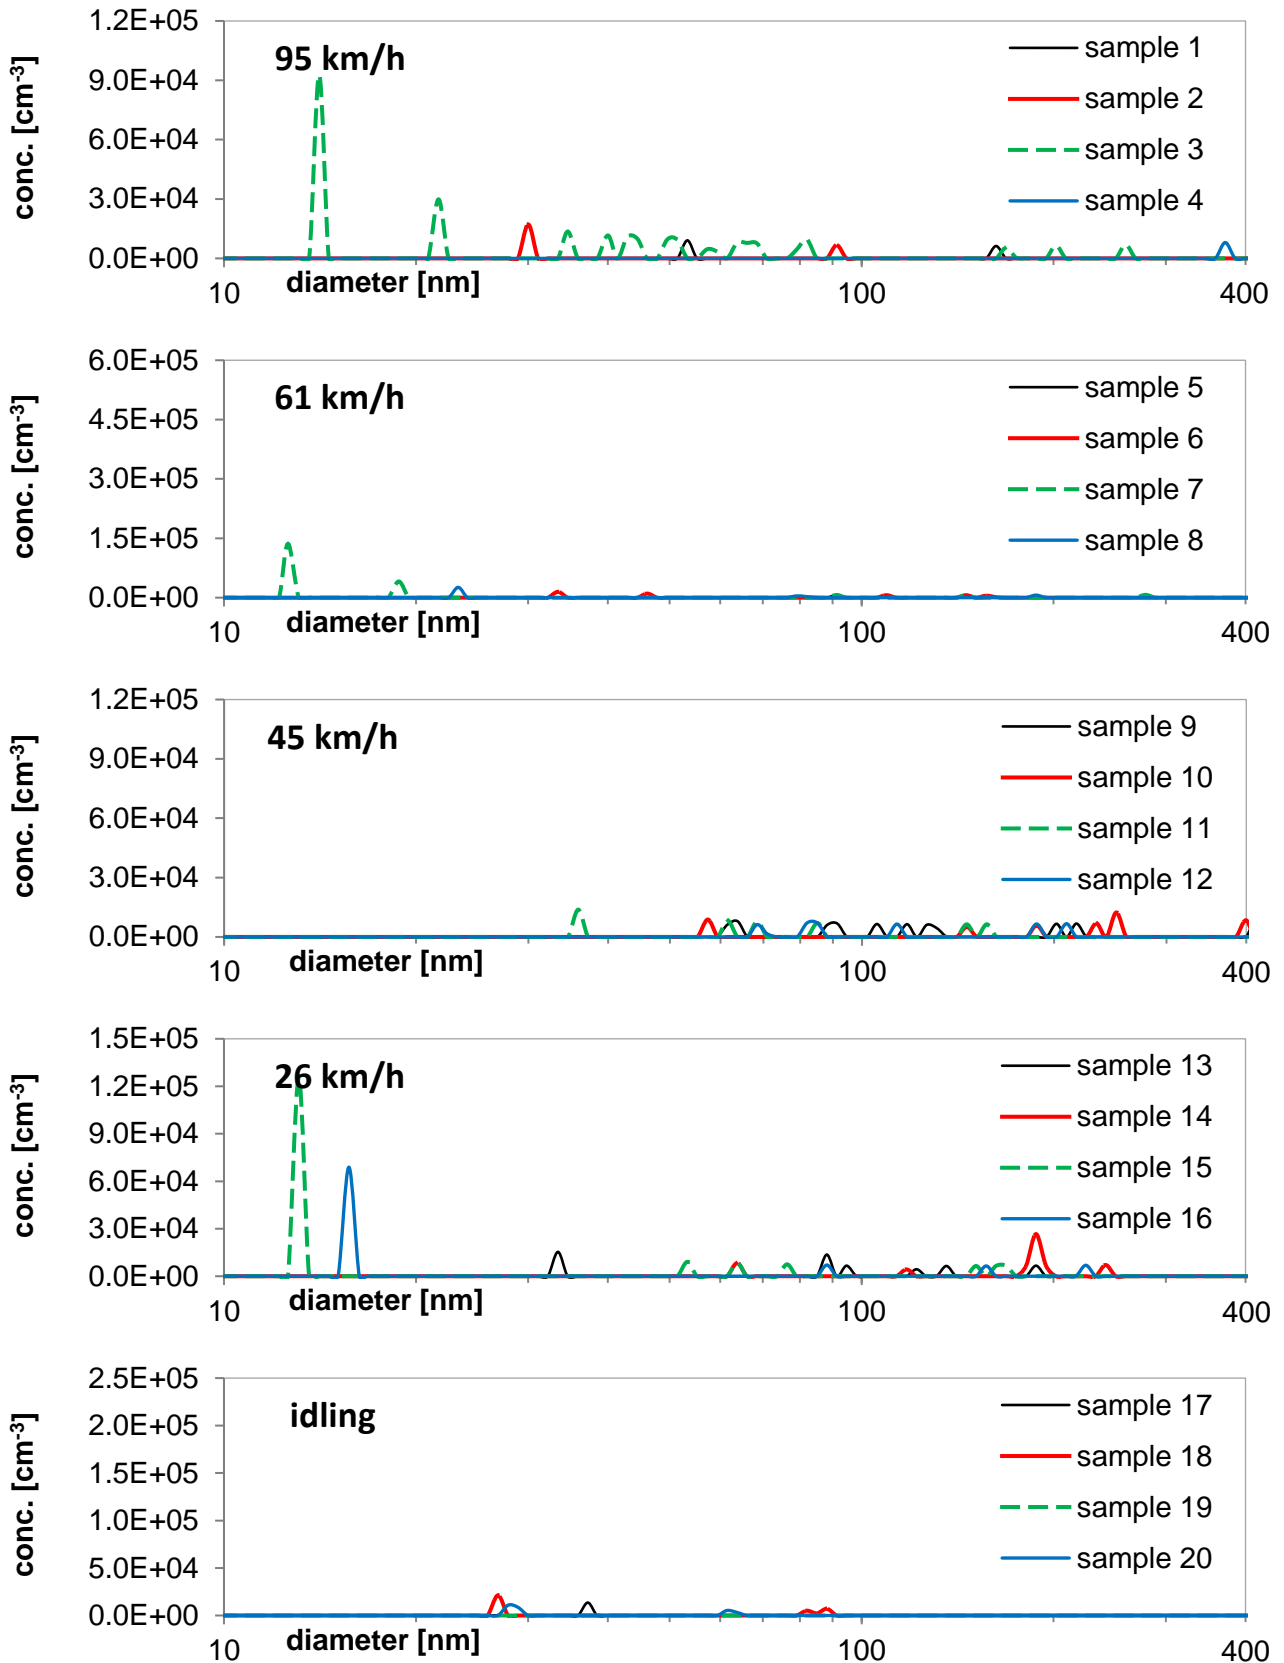 1.2E+05
9.0E+04
6.0E+04
3.0E+04
0.0E+00
conc. [cm-3]
95 km/h
sample 1
sample 2
sample 3
sample 4
10
diameter [nm]
100
400
6.0E+05
4.5E+05
3.0E+05
1.5E+05
0.0E+00
conc. [cm-3]
61 km/h
sample 5
sample 6
sample 7
sample 8
10
diameter [nm]
100
400
1.2E+05
9.0E+04
6.0E+04
3.0E+04
0.0E+00
conc. [cm-3]
45 km/h
sample 9
sample 10
sample 11
sample 12
10
diameter [nm]
100
400
1.5E+05
1.2E+05
9.0E+04
6.0E+04
3.0E+04
0.0E+00
conc. [cm-3]
26 km/h
sample 13
sample 14
sample 15
sample 16
10
diameter [nm]
100
400
2.5E+05
2.0E+05
1.5E+05
1.0E+05
5.0E+04
0.0E+00
conc. [cm-3]
idling
sample 17
sample 18
sample 19
sample 20
10
diameter [nm]
100
400